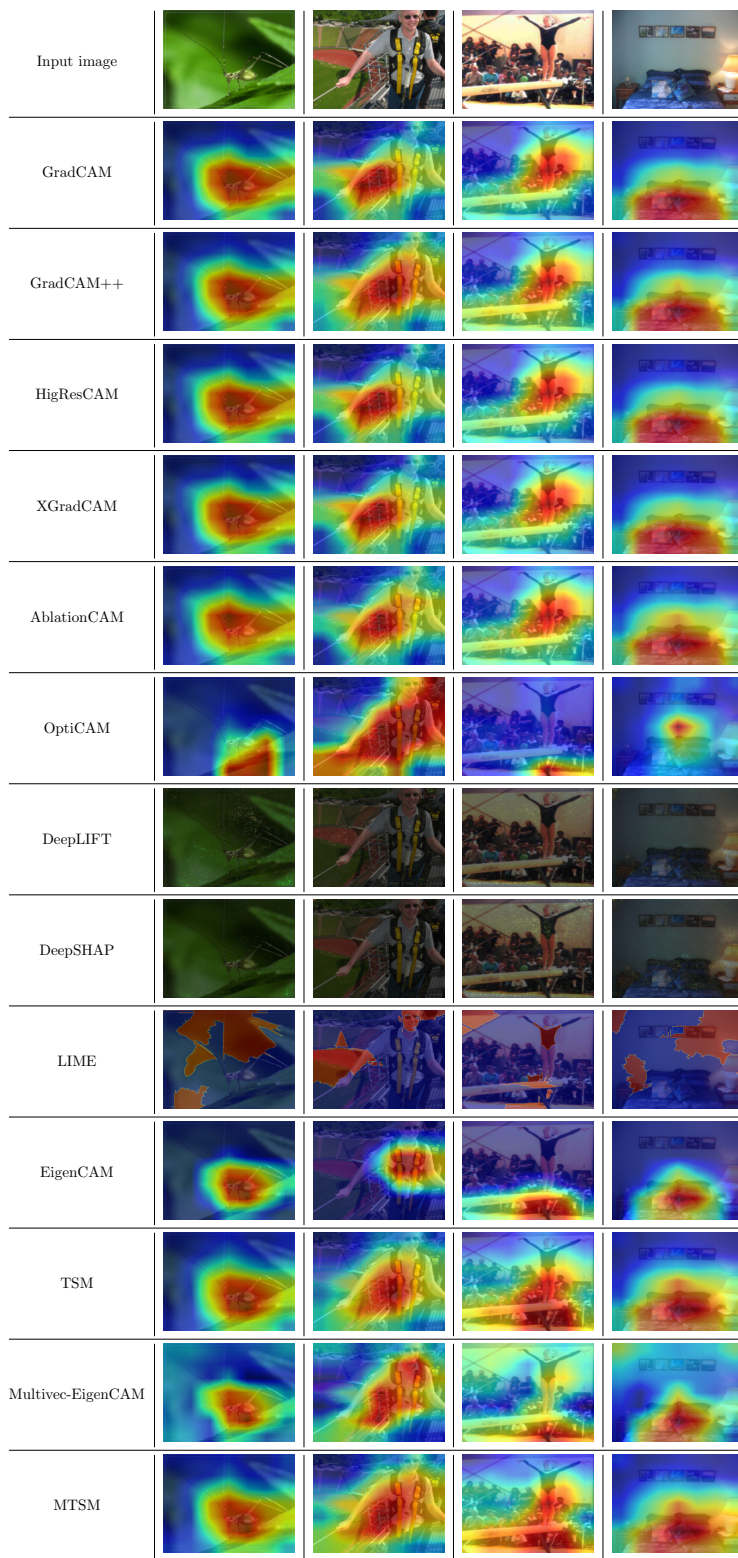 Input image
GradCAM
GradCAM++
HigResCAM
XGradCAM
AblationCAM
OptiCAM
DeepLIFT
DeepSHAP
LIME
EigenCAM
TSM
Multivec-EigenCAM
MTSM